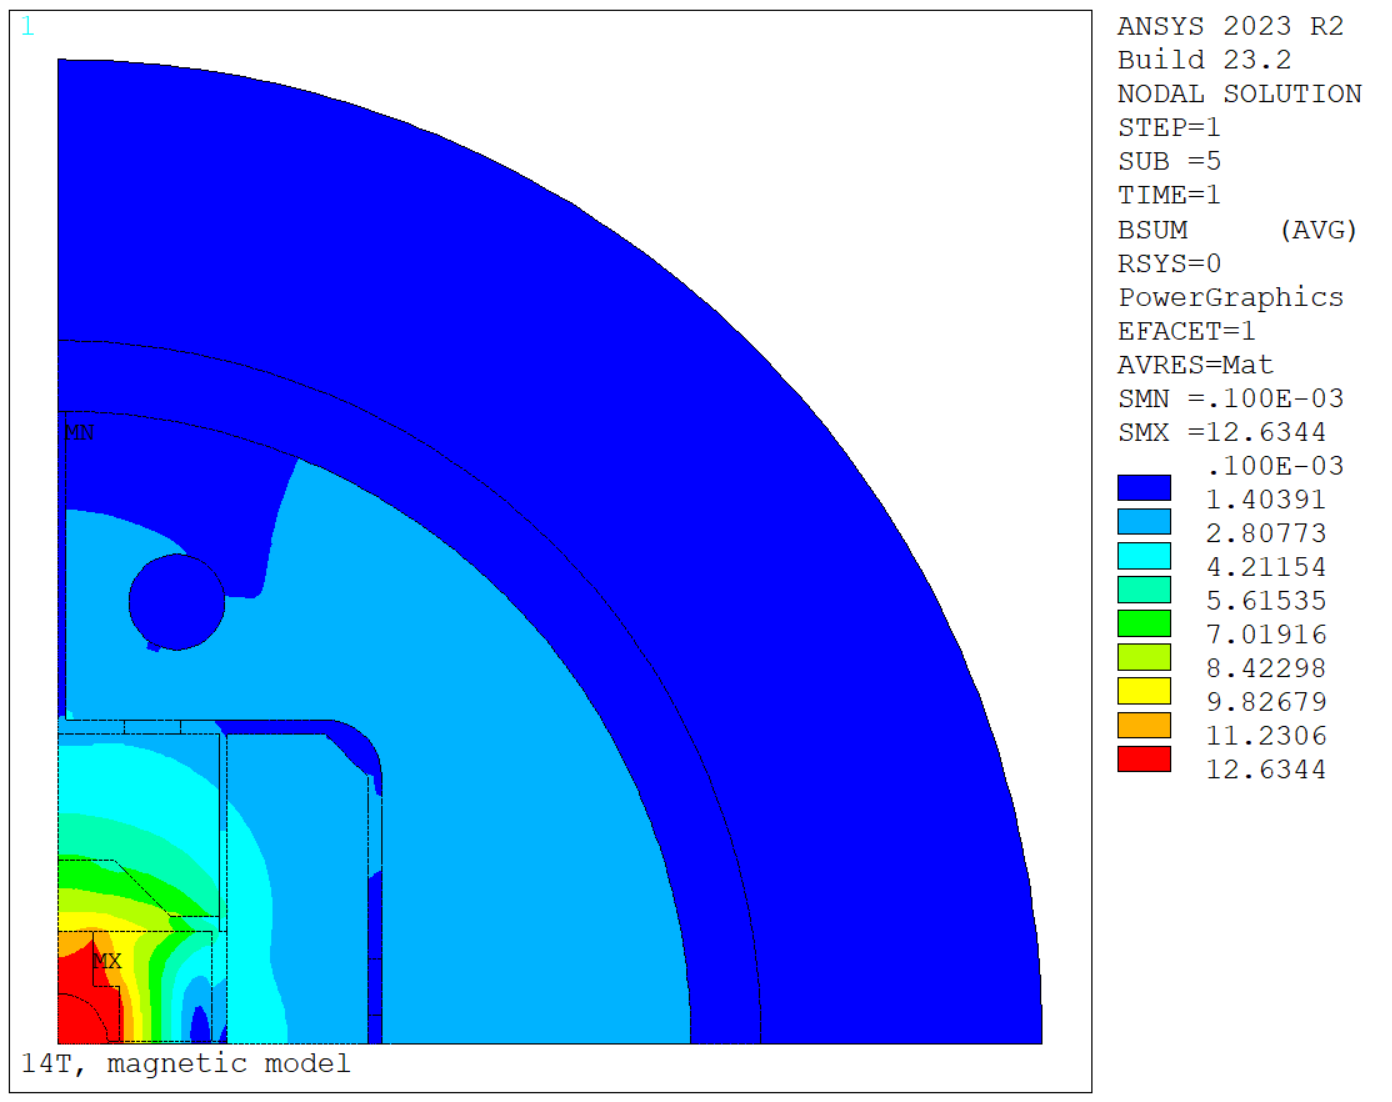 1
ANSYS 2023 R2
Build 23.2
NODAL SOLUTION
STEP=1
SUB =5
TIME=1
BSUM (AVG)
RSYS=0
PowerGraphics
EFACET=1
AVRES=Mat
SMN =.100E-03
SMX =12.6344
.100E-03
1.40391
2.80773
4.21154
5.61535
7.01916
8.42298
9.82679
11.2306
12.6344
MN
MX
14T, magnetic model